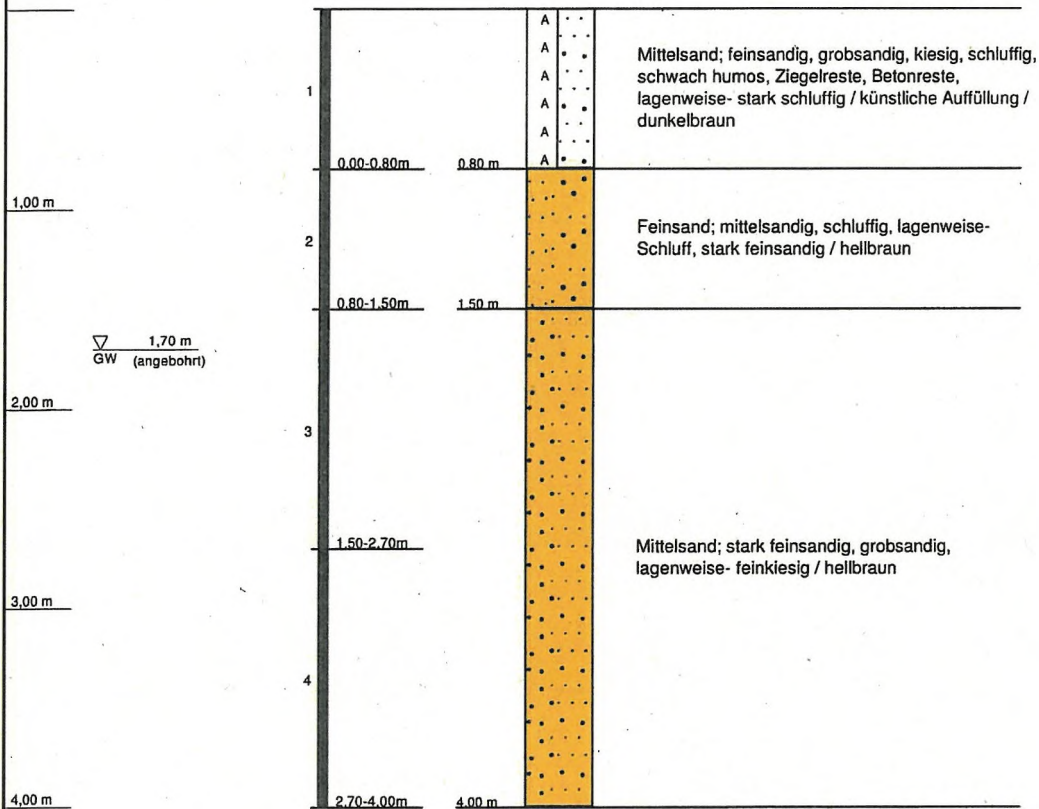 A
A
A
A
A
A
Mittelsand; feinsandig, grobsandig, kiesig, schluffig,
schwach humos, Ziegelreste, Betonreste,
lagenweise- stark schluffig / künstliche Auffüllung /
dunkelbraun
1
0.00-0.80m 0.80 m
1,00 m
2
Feinsand; mittelsandig, schluffig, lagenweise-
Schluff, stark feinsandig / hellbraun
0.80-1.50m 1.50 m
1,70 m
GW (angebohrt)
2,00 m
3
1.50-2.70m
Mittelsand; stark feinsandig, grobsandig,
lagenweise- feinkiesig / hellbraun
3,00 m
4
4,00 m
2.70-4.00m 4.00 m